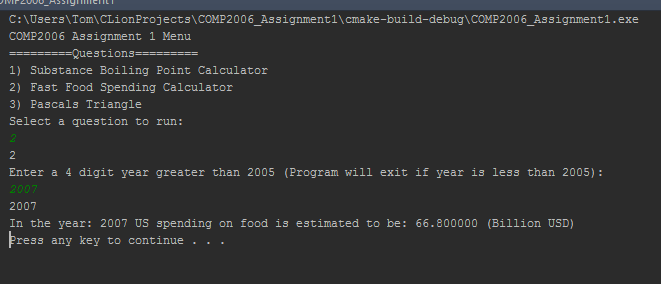 COMP2006_Assignment1
C:\Users\Tom\CLionProjects\COMP2006_Assignment1\cmake-build-debug\COMP2006_Assignment1.exe
COMP2006 Assignment 1 Menu
=========Questions=========
1) Substance Boiling Point Calculator
2) Fast Food Spending Calculator
3) Pascals Triangle
Select a question to run:
2
2
Enter a 4 digit year greater than 2005 (Program will exit if year is less than 2005):
2007
2007
In the year: 2007 US spending on food is estimated to be: 66.800000 (Billion USD)
Press any key to continue . . .